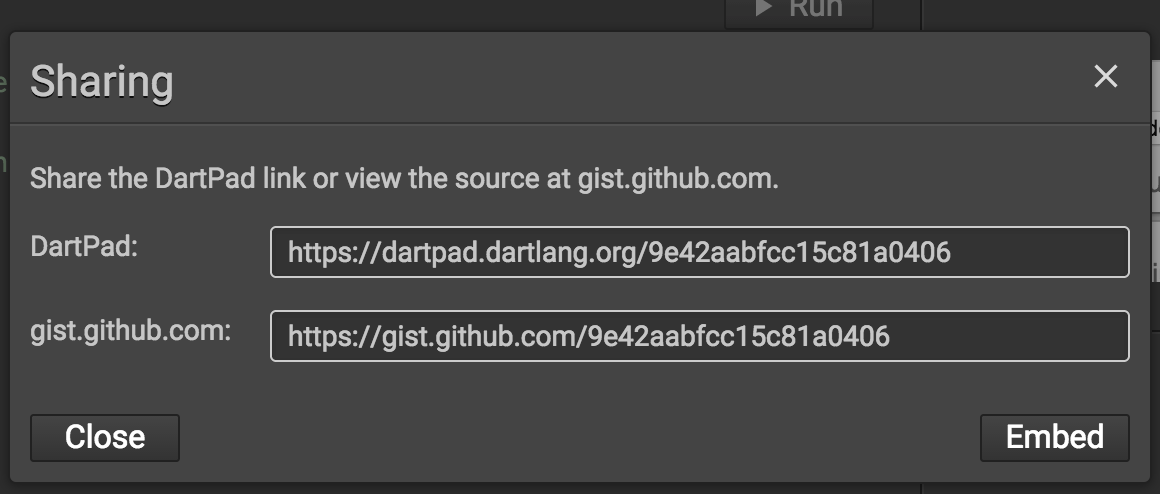 Run
Sharing
Share the DartPad link or view the source at gist.github.com.
DartPad:
https://dartpad.dartlang.org/9e42aabfcc15c81a0406
gist.github.com:
https://gist.github.com/9e42aabfcc15c81a0406
Close
Embed